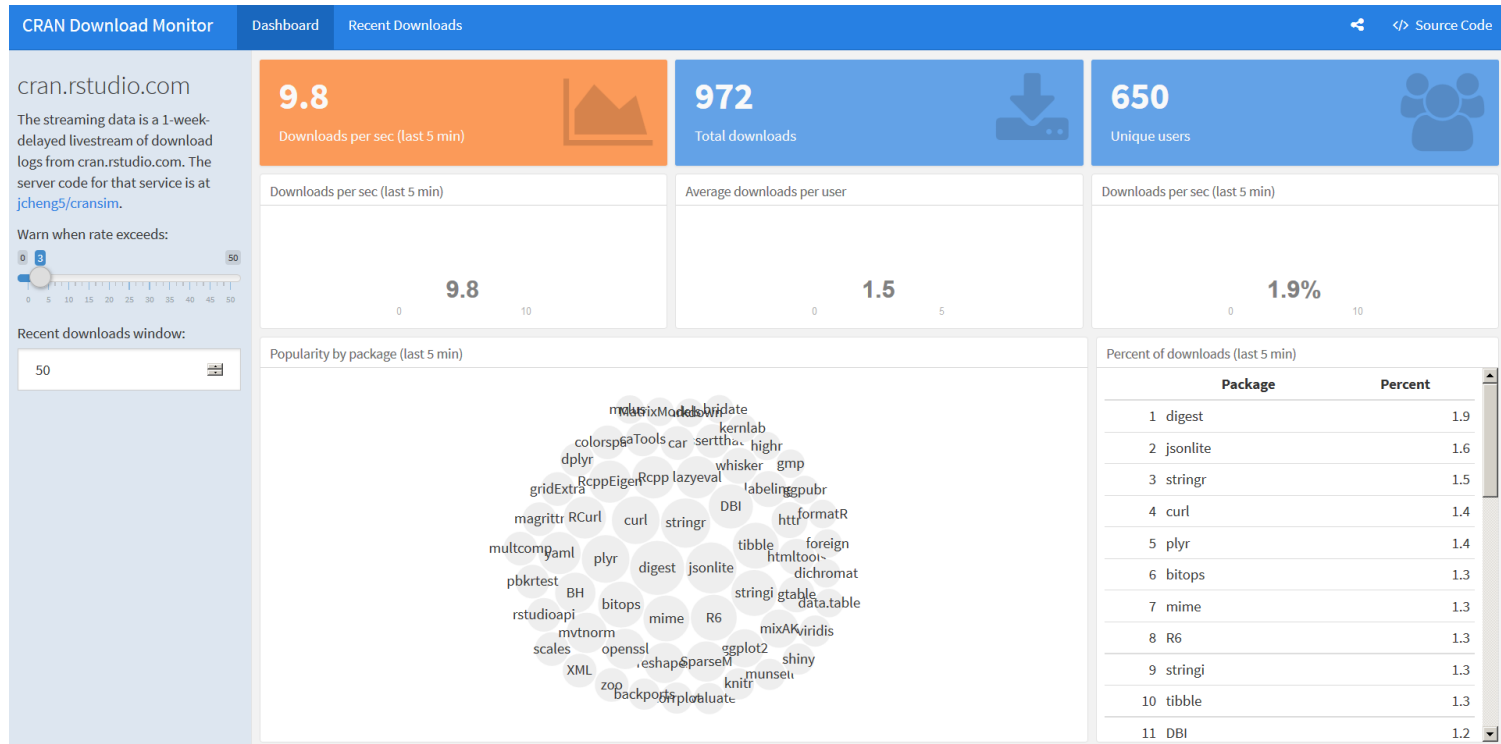 CRAN Download Monitor
Dashboard
Recent Downloads
</> Source Code
cran.rstudio.com
The streaming data is a 1-week-
delayed livestream of download
logs from cran.rstudio.com. The
server code for that service is at
jcheng5/cransim.
Warn when rate exceeds:
0 3 50
0 5 10 15 20 25 30 35 40 45 50
Recent downloads window:
50
9.8
Downloads per sec (last 5 min)
972
Total downloads
650
Unique users
Downloads per sec (last 5 min)
9.8
0 10
Average downloads per user
1.5
0 5
Downloads per sec (last 5 min)
1.9%
0 10
Popularity by package (last 5 min)
MatrixModels
kernlab
caTools
car
highr
dplyr
whisker
gmp
gridExtra
RcppEigen
Rcpp
lazyeval
labeling
ggpubr
DBI
magrittr
RCurl
curl
stringr
httr
formatR
multcomp
yaml
plyr
tibble
foreign
digest
jsonlite
dichromat
pbkrtest
BH
bitops
stringi
gtable
data.table
rstudioapi
mvtnorm
mime
R6
mixAK
viridis
scales
openssl
SparseM
ggplot2
shiny
XML
zoo
backports
knitr
Percent of downloads (last 5 min)
Package Percent
1 digest 1.9
2 jsonlite 1.6
3 stringr 1.5
4 curl 1.4
5 plyr 1.4
6 bitops 1.3
7 mime 1.3
8 R6 1.3
9 stringi 1.3
10 tibble 1.3
11 DBI 1.2